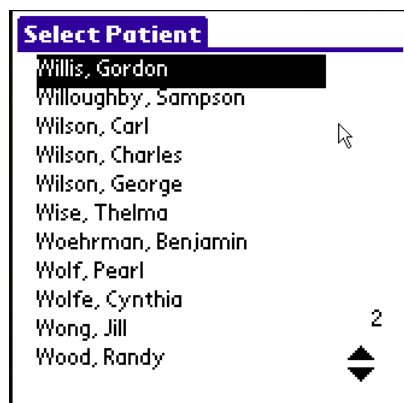 Select Patient
Willis, Gordon
Willoughby, Sampson
Wilson, Carl
Wilson, Charles
Wilson, George
Wise, Thelma
Woehrman, Benjamin
Wolf, Pearl
Wolfe, Cynthia
Wong, Jill
2
Wood, Randy